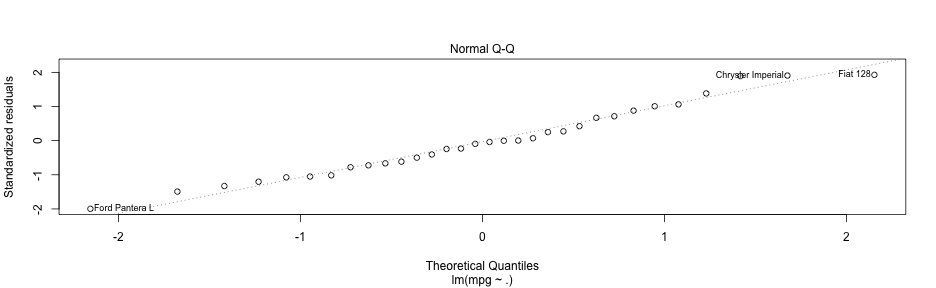 Normal Q-Q
Standardized residuals
2
1
0
-1
-2
Chrysler Imperial
Fiat 128
Ford Pantera L
-2
-1
0
1
2
Theoretical Quantiles
lm(mpg ~ .)